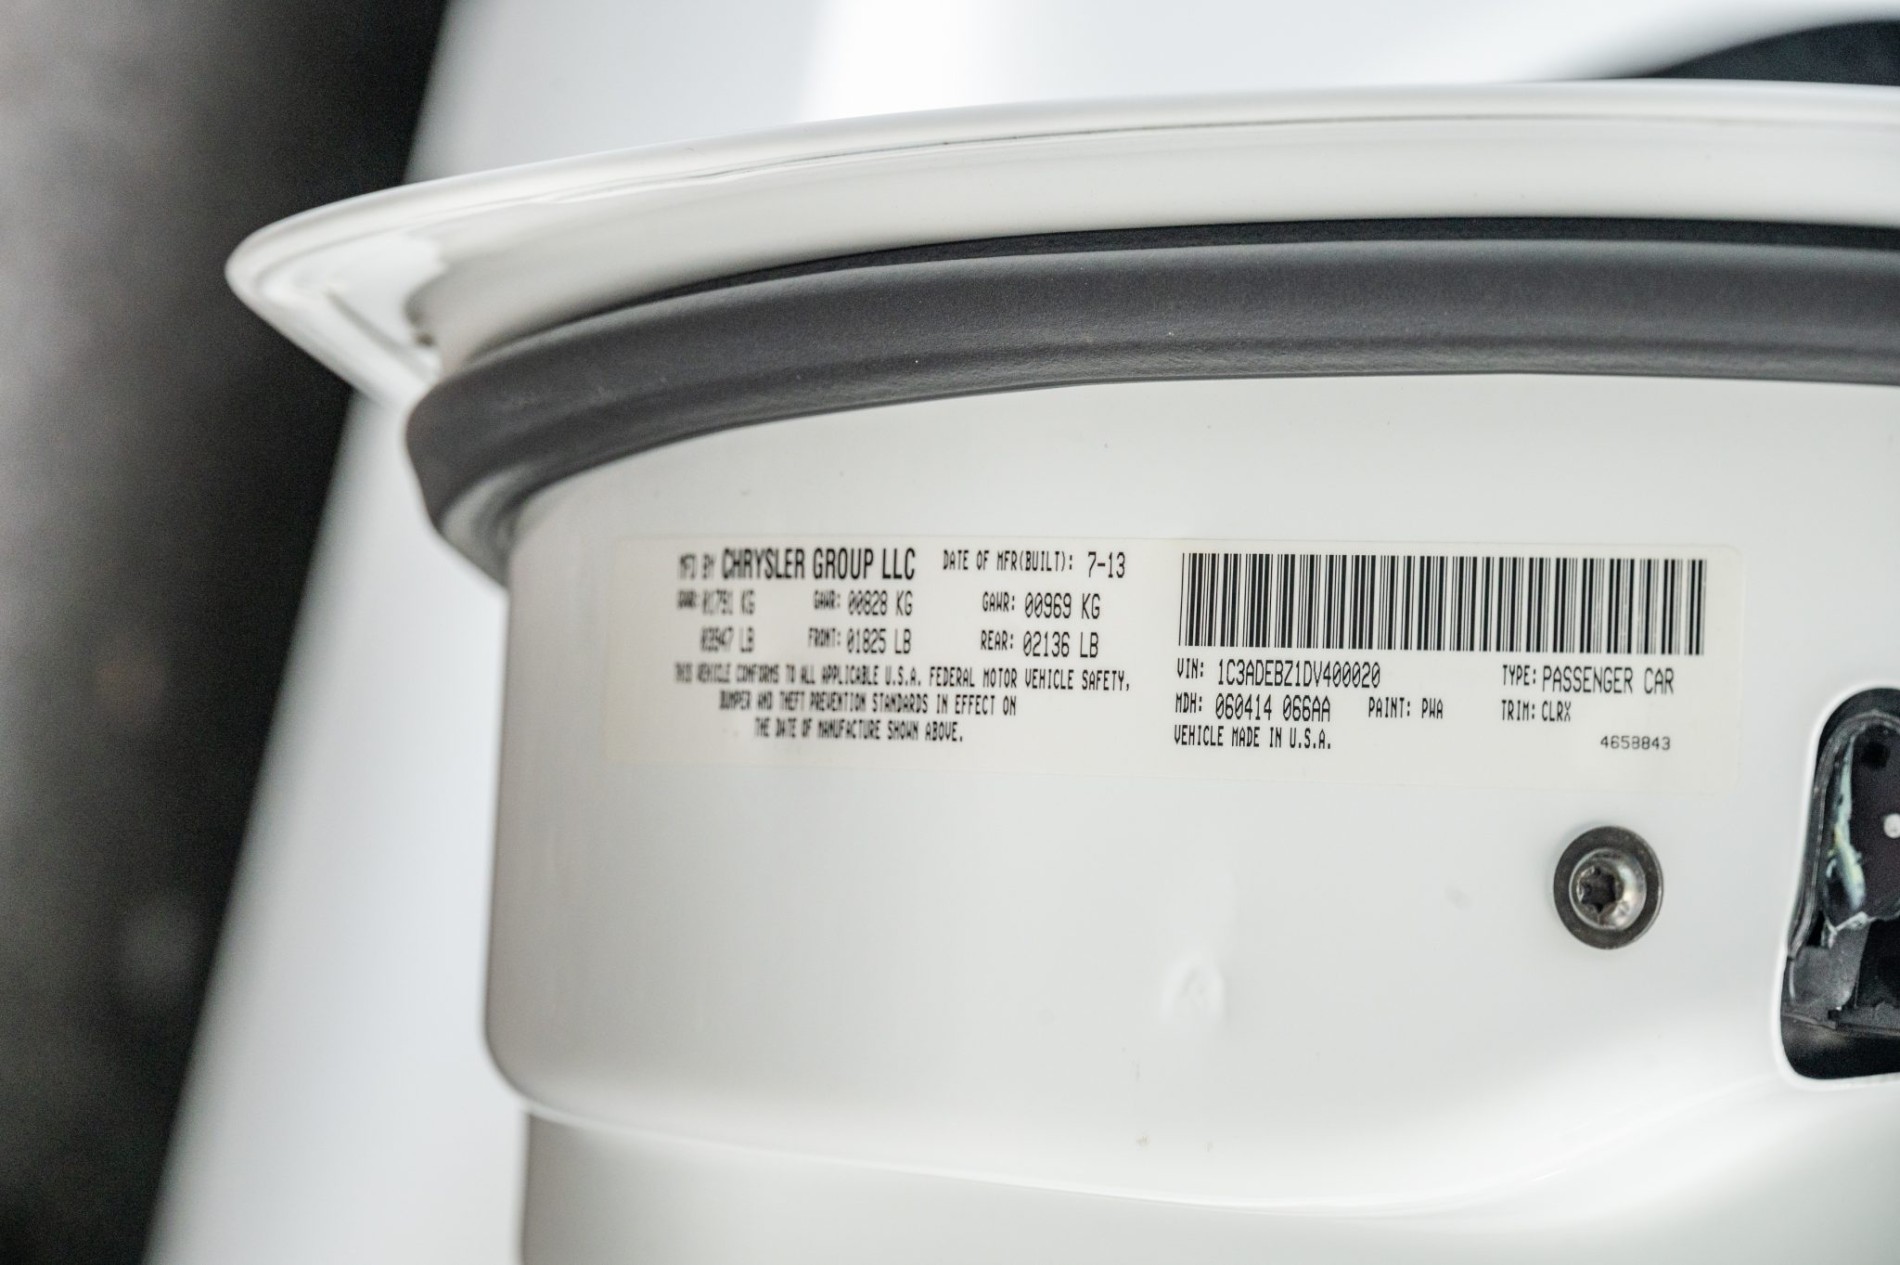 MFD BY CHRYSLER GROUP LLC DATE OF MFR(BUILT): 7-13
GVWR: 01791 KG GAWR: 00828 KG GAWR: 00969 KG
03947 LB FRONT: 01825 LB REAR: 02136 LB
THIS VEHICLE CONFORMS TO ALL APPLICABLE U.S.A. FEDERAL MOTOR VEHICLE SAFETY,
BUMPER AND THEFT PREVENTION STANDARDS IN EFFECT ON
THE DATE OF MANUFACTURE SHOWN ABOVE.
VIN: 1C3ADEBZ1DV400020 TYPE: PASSENGER CAR
MDH: 060414 066AA PAINT: PWA TRIM: CLRX
VEHICLE MADE IN U.S.A.
4658843